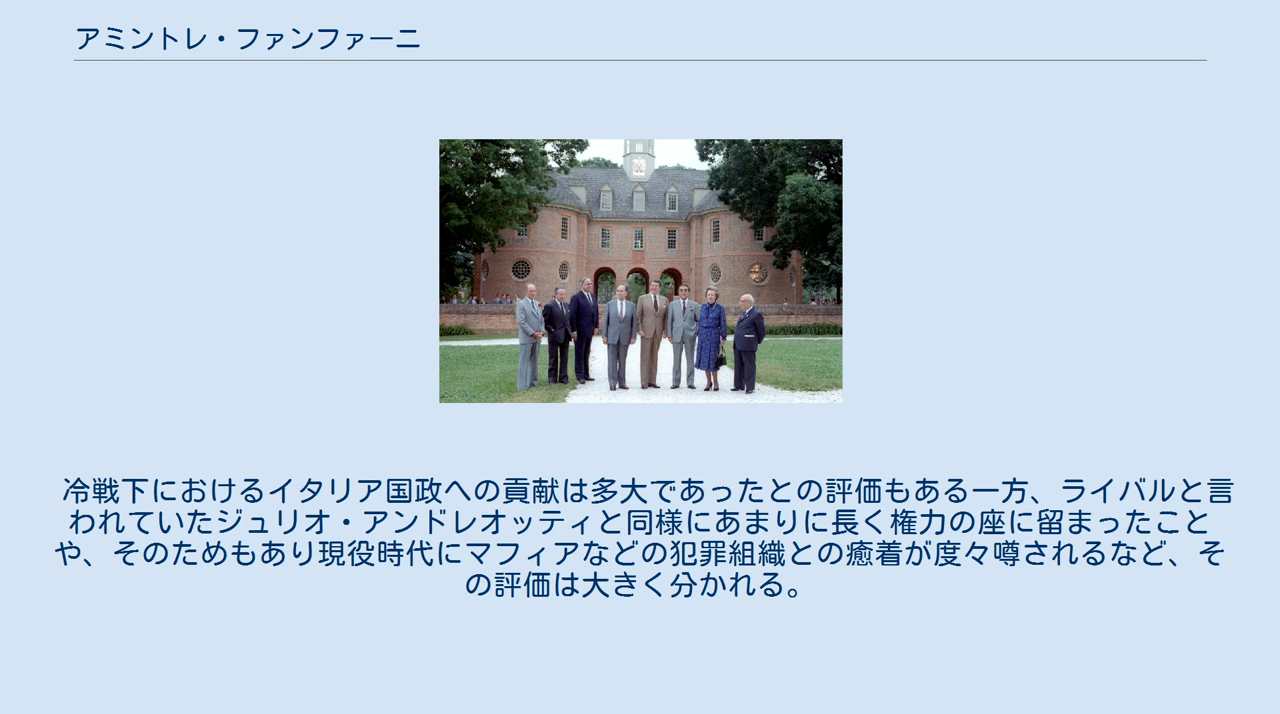 アミントレ・ファンファーニ
冷戦下におけるイタリア国政への貢献は多大であったとの評価もある一方、ライバルと言
われていたジュリオ・アンドレオッティと同様にあまりに長く権力の座に留まったこと
や、そのためもあり現役時代にマフィアなどの犯罪組織との癒着が度々噂されるなど、そ
の評価は大きく分かれる。